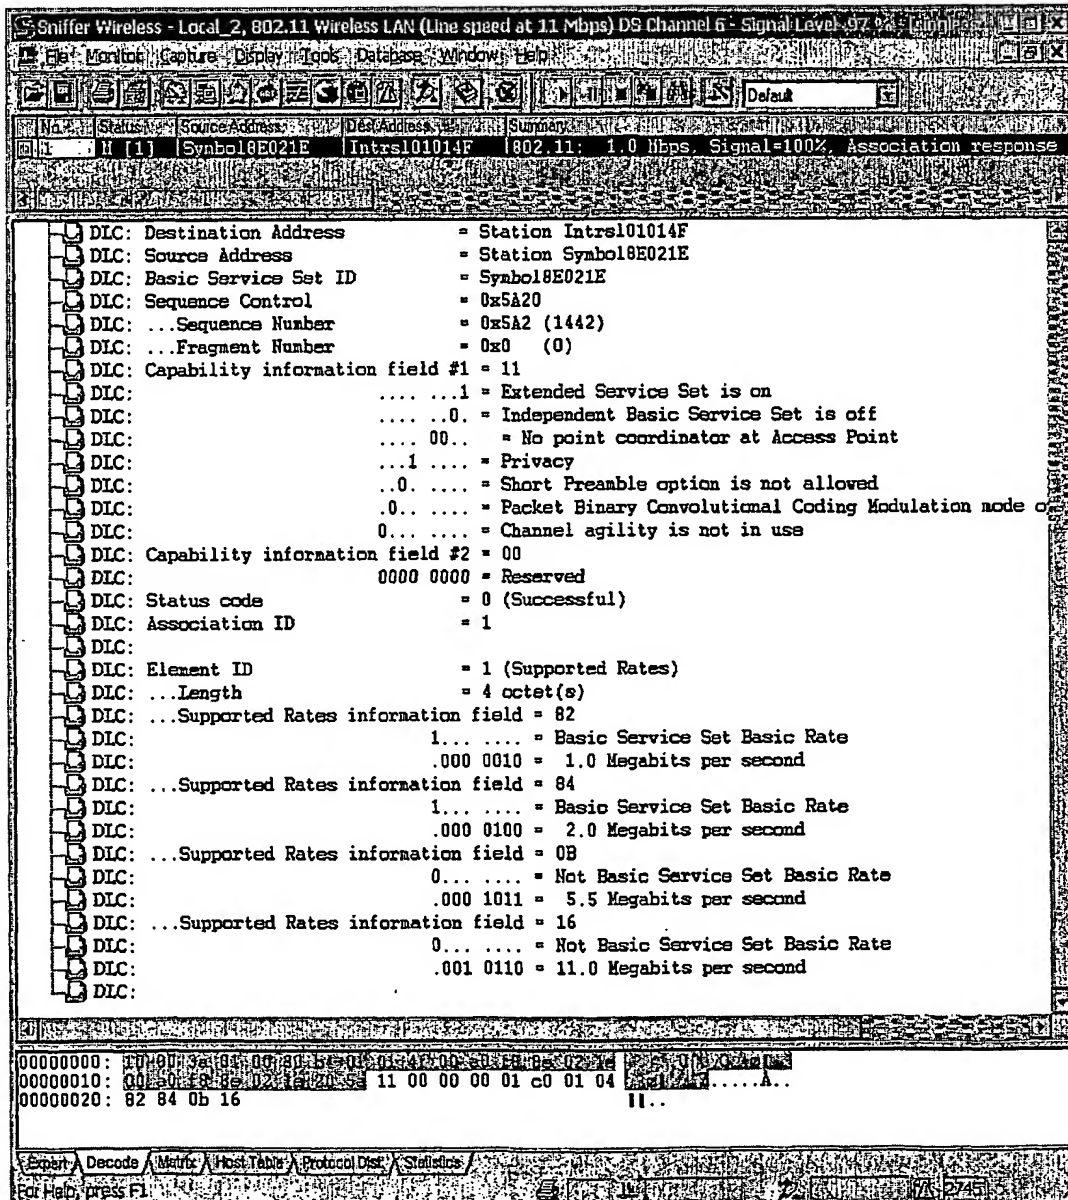 Sniffer Wireless - Local_2, 802.11 Wireless LAN (Line speed at 11 Mbps) DS Channel 6 - Signal Level
File Monitor Capture Display Tools Database Window Help
Default
No. Status Source Address Dest Address Summary
1 M [1] Symbol8E021E Intrsl01014F 802.11: 1.0 Mbps, Signal=100%, Association response
DLC: Destination Address = Station Intrsl01014F
DLC: Source Address = Station Symbol8E021E
DLC: Basic Service Set ID = Symbol8E021E
DLC: Sequence Control = 0x5A20
DLC: ...Sequence Number = 0x5A2 (1442)
DLC: ...Fragment Number = 0x0 (0)
DLC: Capability information field #1 = 11
DLC: .... ...1 = Extended Service Set is on
DLC: .... ..0. = Independent Basic Service Set is off
DLC: .... 00.. = No point coordinator at Access Point
DLC: ...1 .... = Privacy
DLC: ..0. .... = Short Preamble option is not allowed
DLC: .0.. .... = Packet Binary Convolutional Coding Modulation mode o
DLC: 0... .... = Channel agility is not in use
DLC: Capability information field #2 = 00
DLC: 0000 0000 = Reserved
DLC: Status code = 0 (Successful)
DLC: Association ID = 1
DLC:
DLC: Element ID = 1 (Supported Rates)
DLC: ...Length = 4 octet(s)
DLC: ...Supported Rates information field = 82
DLC: 1... .... = Basic Service Set Basic Rate
DLC: .000 0010 = 1.0 Megabits per second
DLC: ...Supported Rates information field = 84
DLC: 1... .... = Basic Service Set Basic Rate
DLC: .000 0100 = 2.0 Megabits per second
DLC: ...Supported Rates information field = 0B
DLC: 0... .... = Not Basic Service Set Basic Rate
DLC: .000 1011 = 5.5 Megabits per second
DLC: ...Supported Rates information field = 16
DLC: 0... .... = Not Basic Service Set Basic Rate
DLC: .001 0110 = 11.0 Megabits per second
DLC:
00000000:
00000010: 11 00 00 00 01 c0 01 04 .....À..
00000020: 82 84 0b 16
Expert Decode Matrix Host Table Protocol Dist. Statistics
For Help, press F1